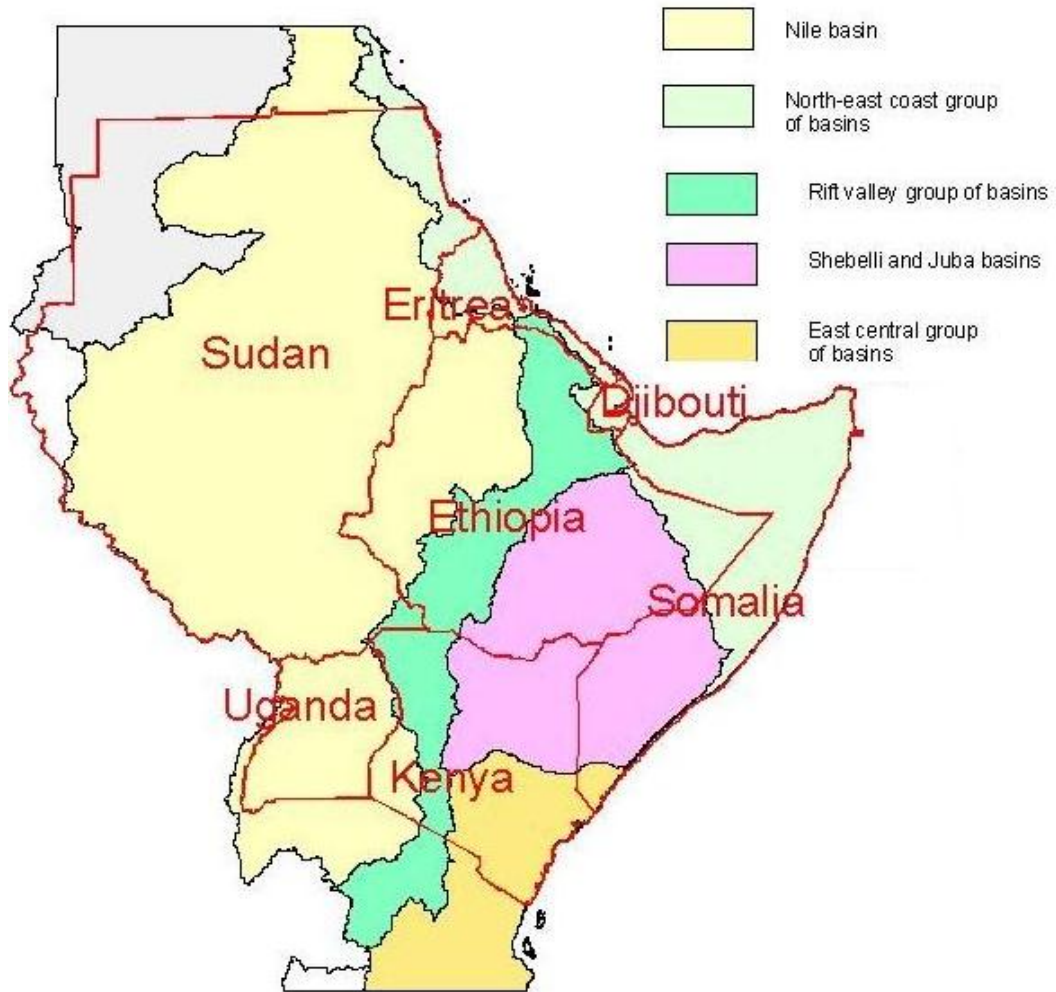 Nile basin
North-east coast group
of basins
Rift valley group of basins
Shebelli and Juba basins
East central group
of basins
Eritrea
Sudan
Djibouti
Ethiopia
Somalia
Uganda
Kenya